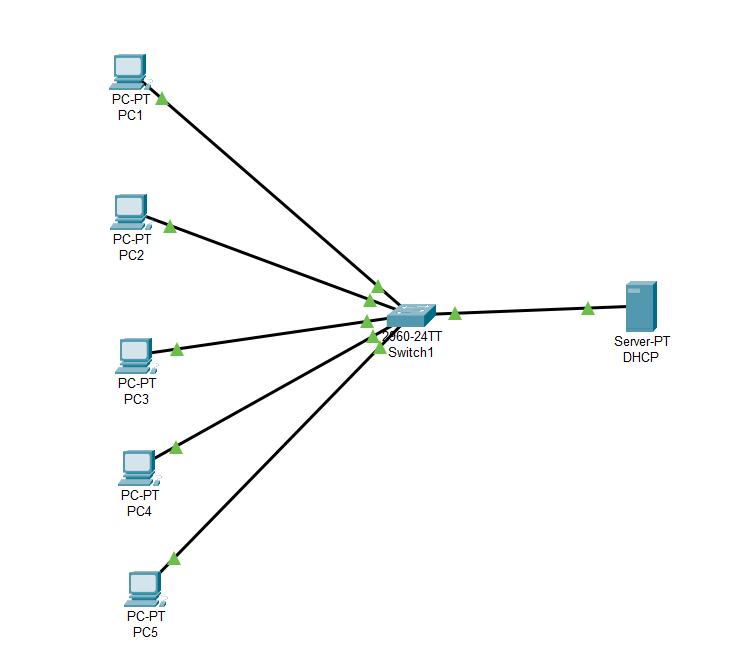 PC-PT
PC1
PC-PT
PC2
PC-PT
PC3
PC-PT
PC4
PC-PT
PC5
2960-24TT
Switch1
Server-PT
DHCP